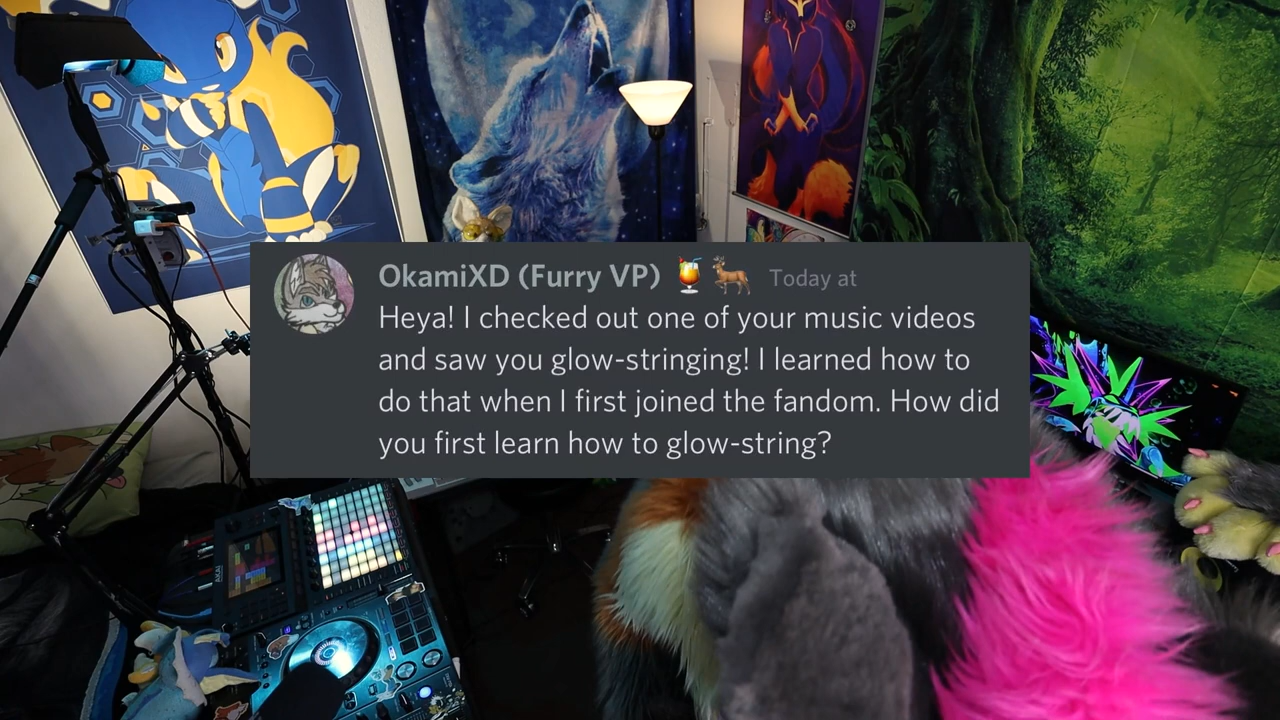 OkamiXD (Furry VP) 🍹🦌 Today at
Heya! I checked out one of your music videos
and saw you glow-stringing! I learned how to
do that when I first joined the fandom. How did
you first learn how to glow-string?
AKAI